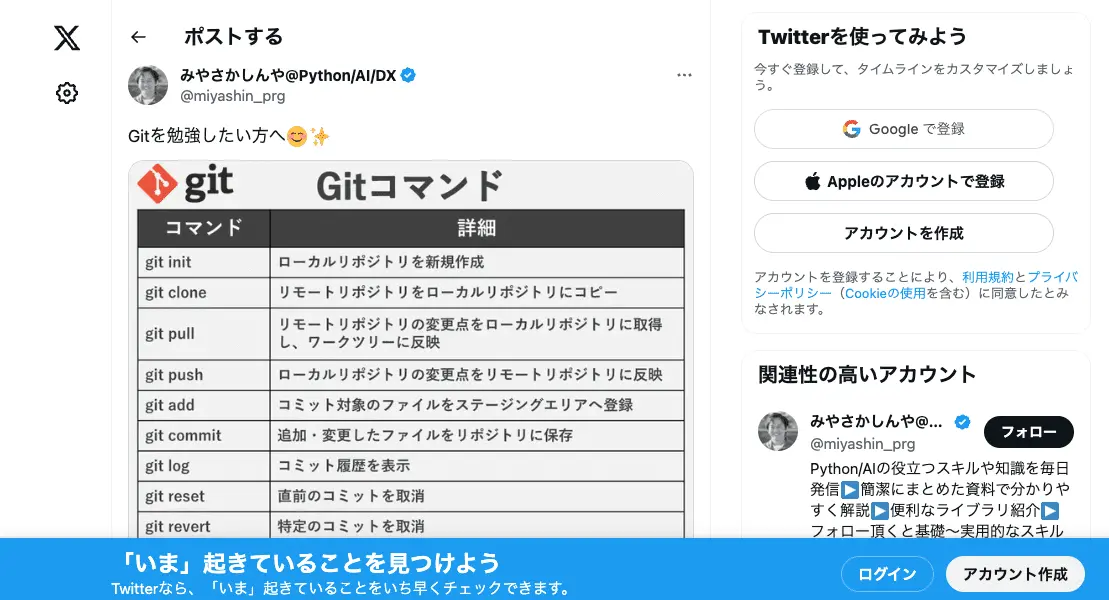 ポストする
みやさかしんや@Python/AI/DX
@miyashin_prg
Gitを勉強したい方へ😊✨
git
Gitコマンド
コマンド 詳細
git init ローカルリポジトリを新規作成
git clone リモートリポジトリをローカルリポジトリにコピー
git pull リモートリポジトリの変更点をローカルリポジトリに取得
し、ワークツリーに反映
git push ローカルリポジトリの変更点をリモートリポジトリに反映
git add コミット対象のファイルをステージングエリアへ登録
git commit 追加・変更したファイルをリポジトリに保存
git log コミット履歴を表示
git reset 直前のコミットを取消
git revert 特定のコミットを取消
Twitterを使ってみよう
今すぐ登録して、タイムラインをカスタマイズしましょ
う。
Google で登録
Appleのアカウントで登録
アカウントを作成
アカウントを登録することにより、利用規約とプライバ
シーポリシー（Cookieの使用を含む）に同意したとみ
なされます。
関連性の高いアカウント
みやさかしんや@...
@miyashin_prg
フォロー
Python/AIの役立つスキルや知識を毎日
発信▶簡潔にまとめた資料で分かりや
すく解説▶便利なライブラリ紹介▶
フォロー頂くと基礎〜実用的なスキル
「いま」起きていることを見つけよう
Twitterなら、「いま」起きていることをいち早くチェックできます。
ログイン
アカウント作成